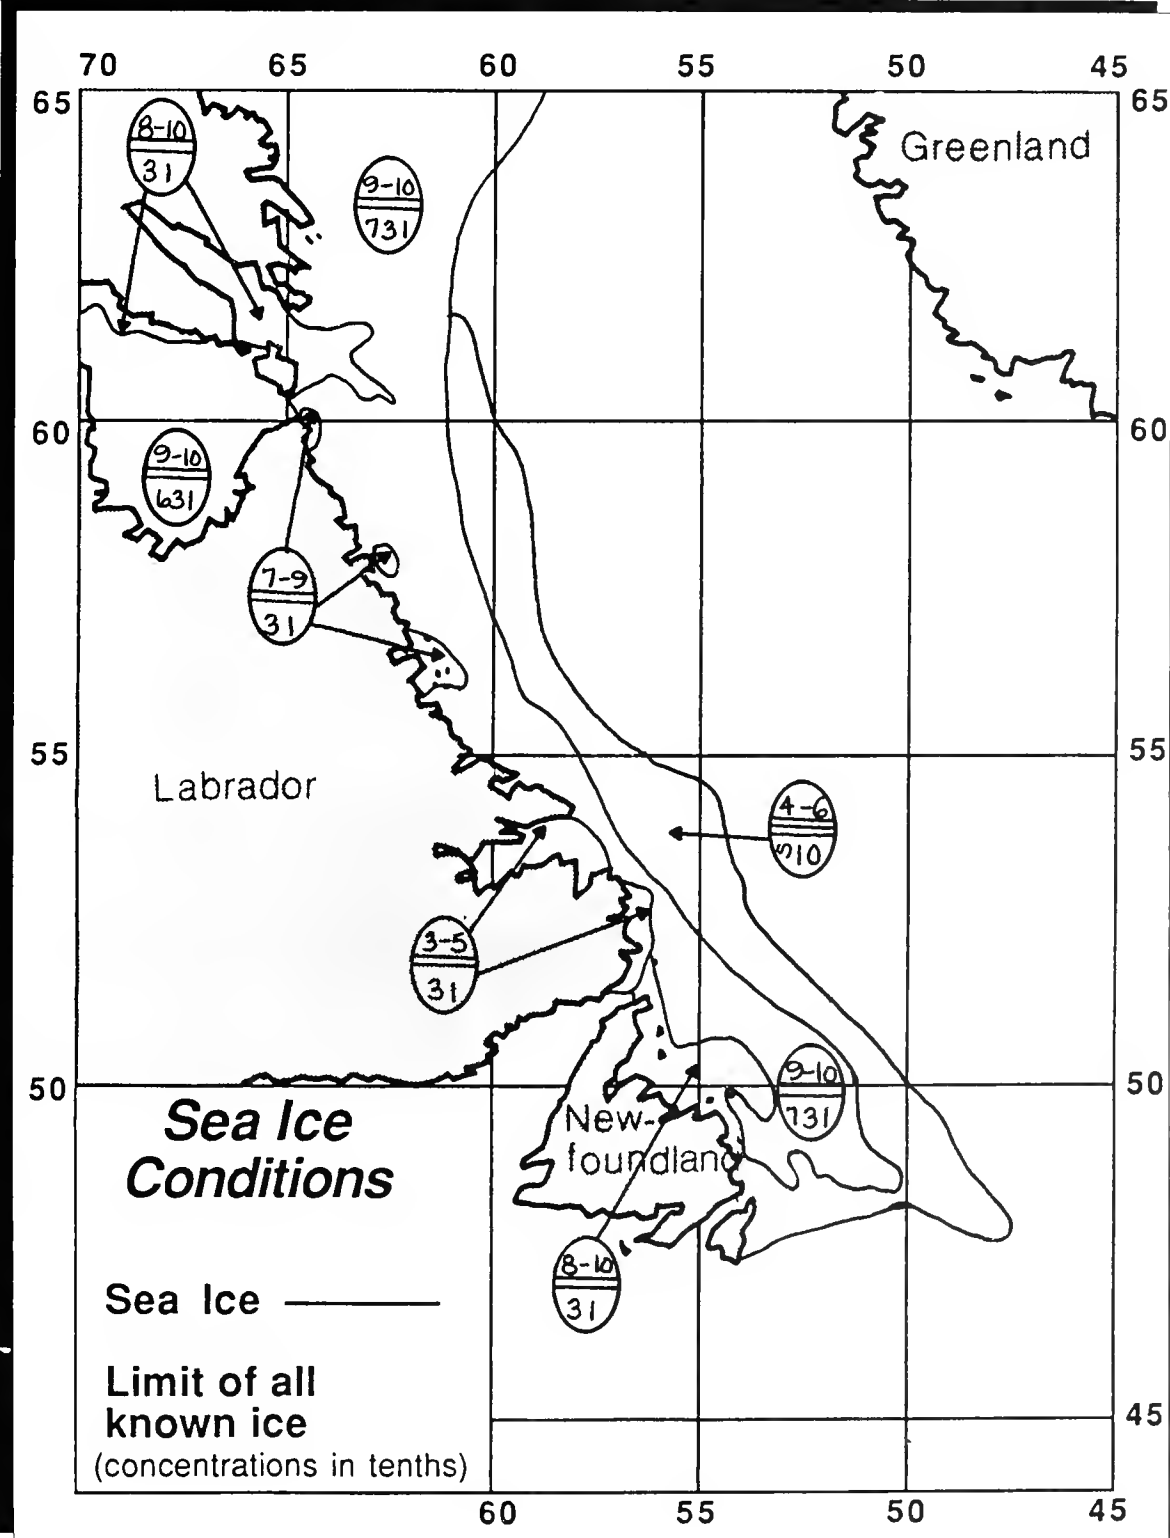 70 65 60 55 50 45
65 65
8-10
31
9-10
731
Greenland
60 60
9-10
631
7-9
31
55 55
Labrador
4-6
510
3-5
31
50 50
9-10
731
Sea Ice
Conditions
New-
foundland
8-10
31
Sea Ice
Limit of all
known ice
(concentrations in tenths)
45
60 55 50 45